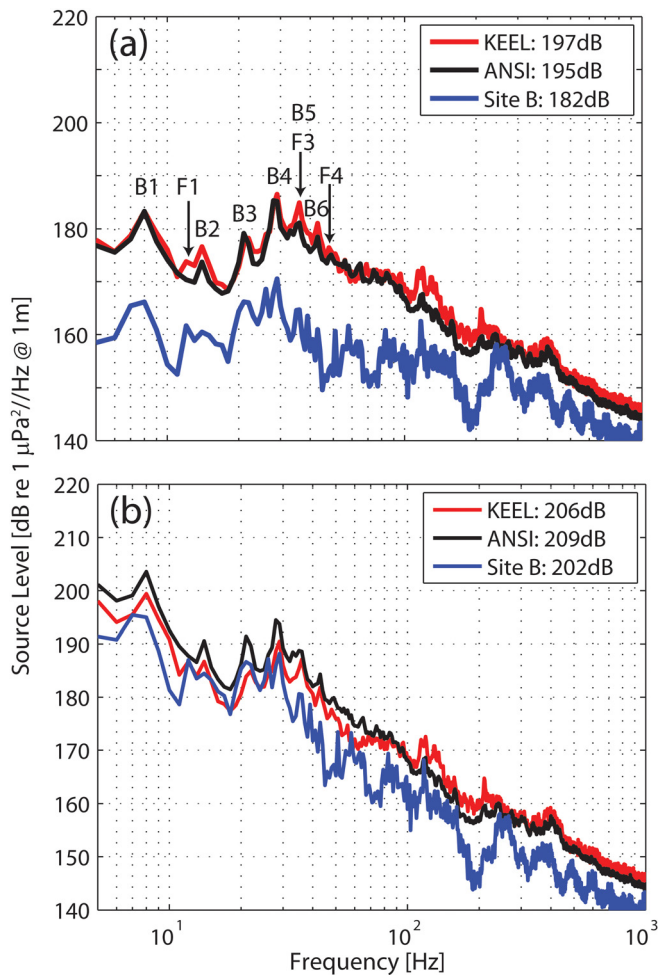 (a)
KEEL: 197dB
ANSI: 195dB
Site B: 182dB
220
200
180
160
140
B1
F1
B2
B3
B4
B5
F3
B6
F4
Source Level [dB re 1 μPa²//Hz @ 1m]
(b)
KEEL: 206dB
ANSI: 209dB
Site B: 202dB
220
210
200
190
180
170
160
150
140
10¹
10²
10³
Frequency [Hz]